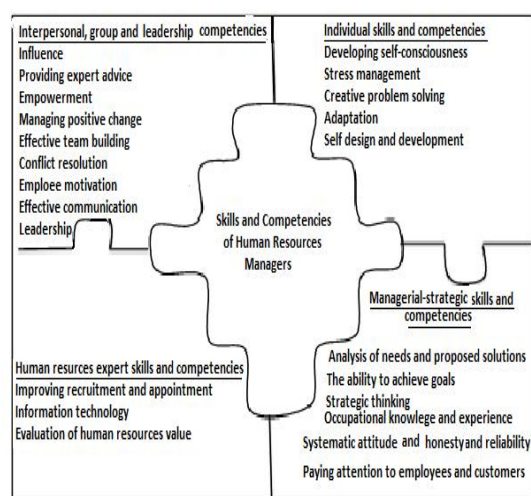 Interpersonal, group and leadership competencies
Influence
Providing expert advice
Empowerment
Managing positive change
Effective team building
Conflict resolution
Emploee motivation
Effective communication
Leadership
Individual skills and competencies
Developing self-consciousness
Stress management
Creative problem solving
Adaptation
Self design and development
Skills and Competencies
of Human Resources
Managers
Human resurces expert skills and competencies
Improving recruitment and appointment
Information technology
Evaluation of human resources value
Managerial-strategic skills and
competencies
Analysis of needs and proposed solutions
The ability to achieve goals
Strategic thinking
Occupational knowlege and experience
Systematic attitude and honesty and reliability
Paying attention to employees and customers